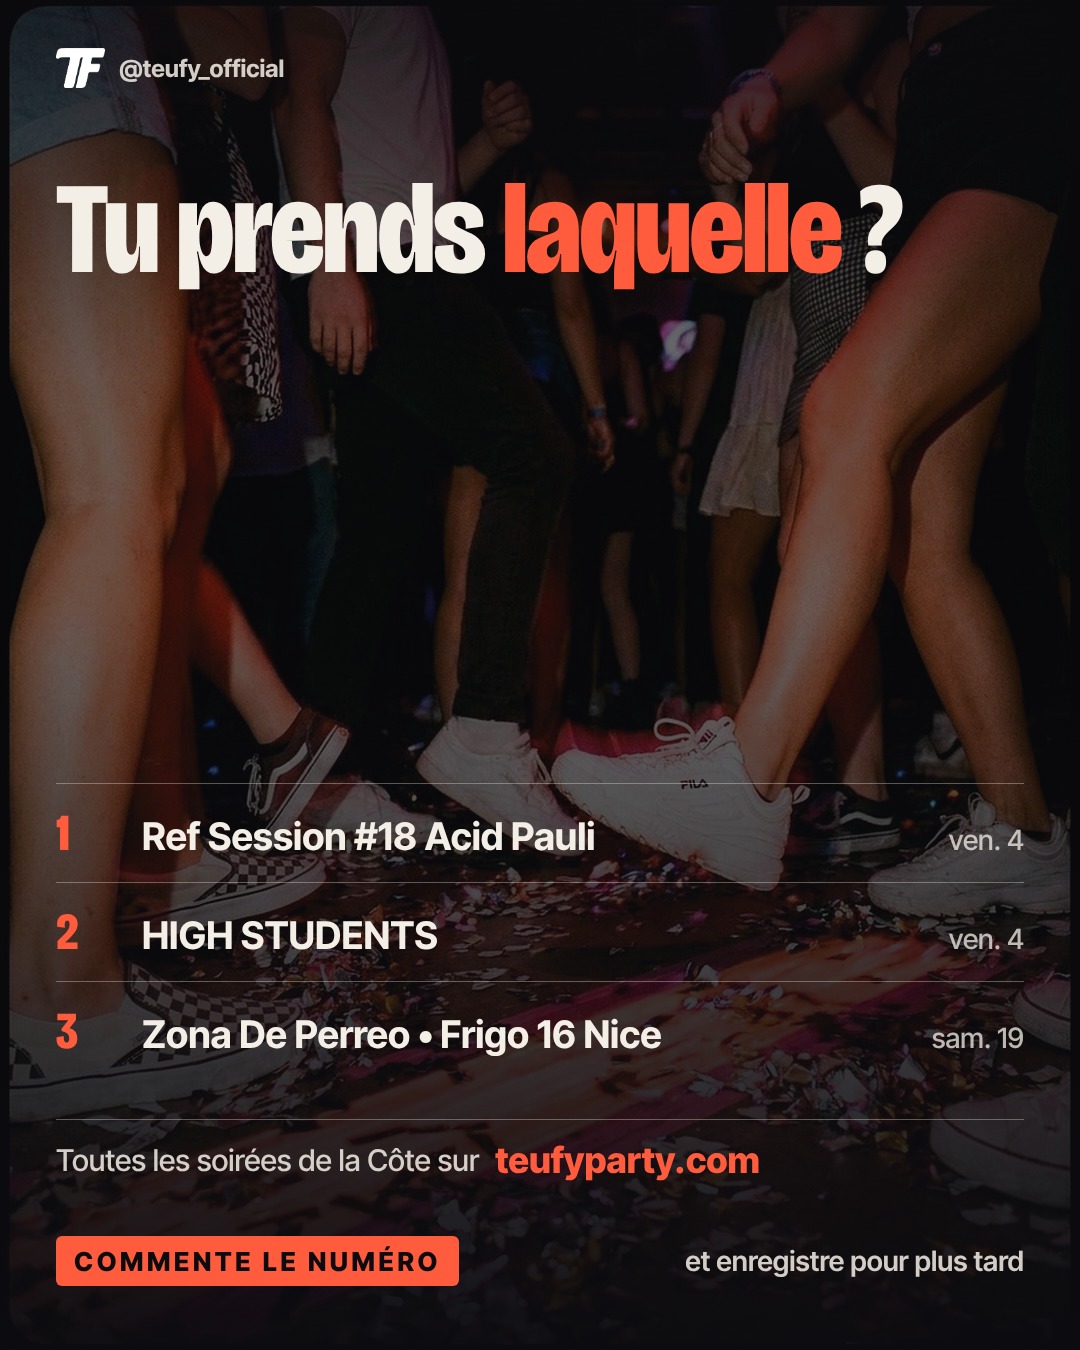 TF @teufy_official
Tu prends laquelle ?
FILA
1 Ref Session #18 Acid Pauli ven. 4
2 HIGH STUDENTS ven. 4
3 Zona De Perreo • Frigo 16 Nice sam. 19
Toutes les soirées de la Côte sur teufyparty.com
COMMENTE LE NUMÉRO et enregistre pour plus tard